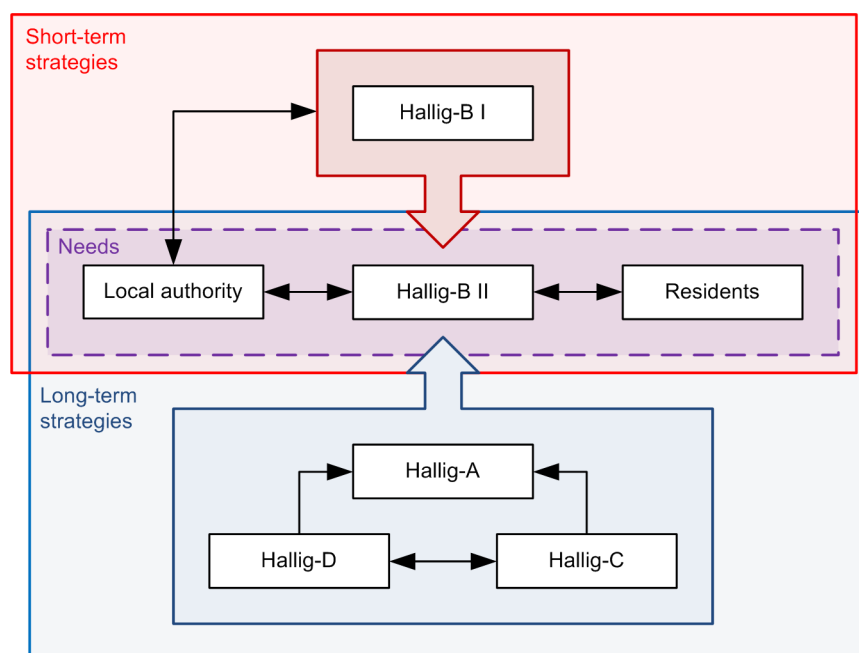 Short-term
strategies
Hallig-B I
Needs
Local authority
Hallig-B II
Residents
Long-term
strategies
Hallig-A
Hallig-D
Hallig-C